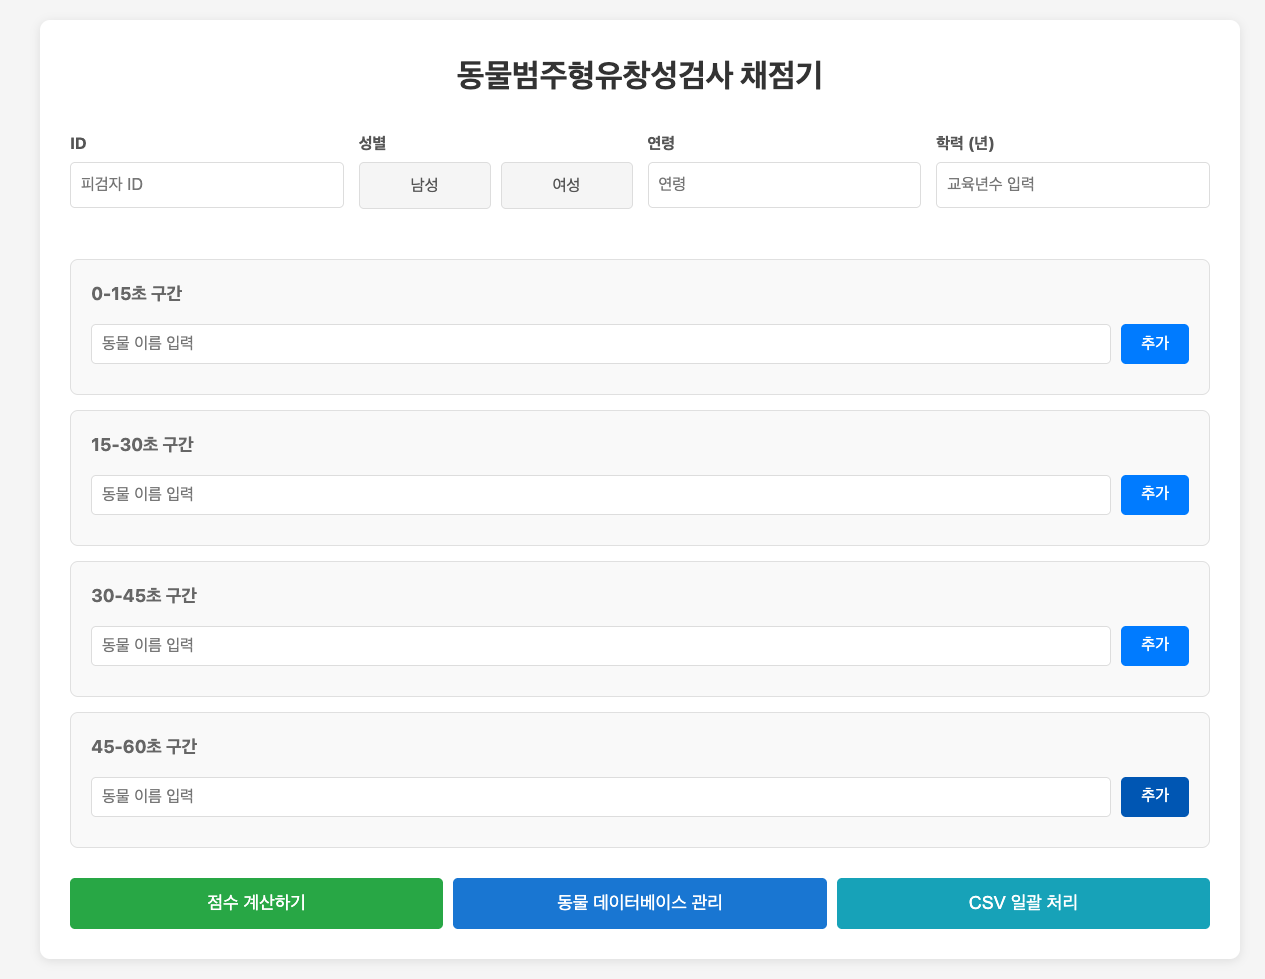 동물범주형유창성검사 채점기
ID
성별
연령
학력 (년)
피검자 ID
남성
여성
연령
교육년수 입력
0-15초 구간
동물 이름 입력
추가
15-30초 구간
동물 이름 입력
추가
30-45초 구간
동물 이름 입력
추가
45-60초 구간
동물 이름 입력
추가
점수 계산하기
동물 데이터베이스 관리
CSV 일괄 처리